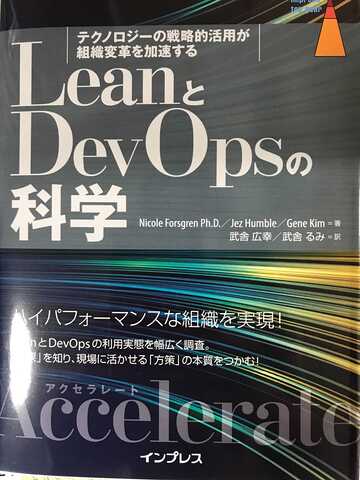 テクノロジーの戦略的活用が
組織変革を加速する
Leanと
DevOpsの
科学
Nicole Forsgren Ph.D.／Jez Humble／Gene Kim＝著
武舎 広幸／武舎 るみ＝訳
ハイパフォーマンスな組織を実現！
とDevOpsの利用実態を幅広く調査。
」を知り、現場に活かせる「方策」の本質をつかむ！
アクセラレート
Accelerate
インプレス